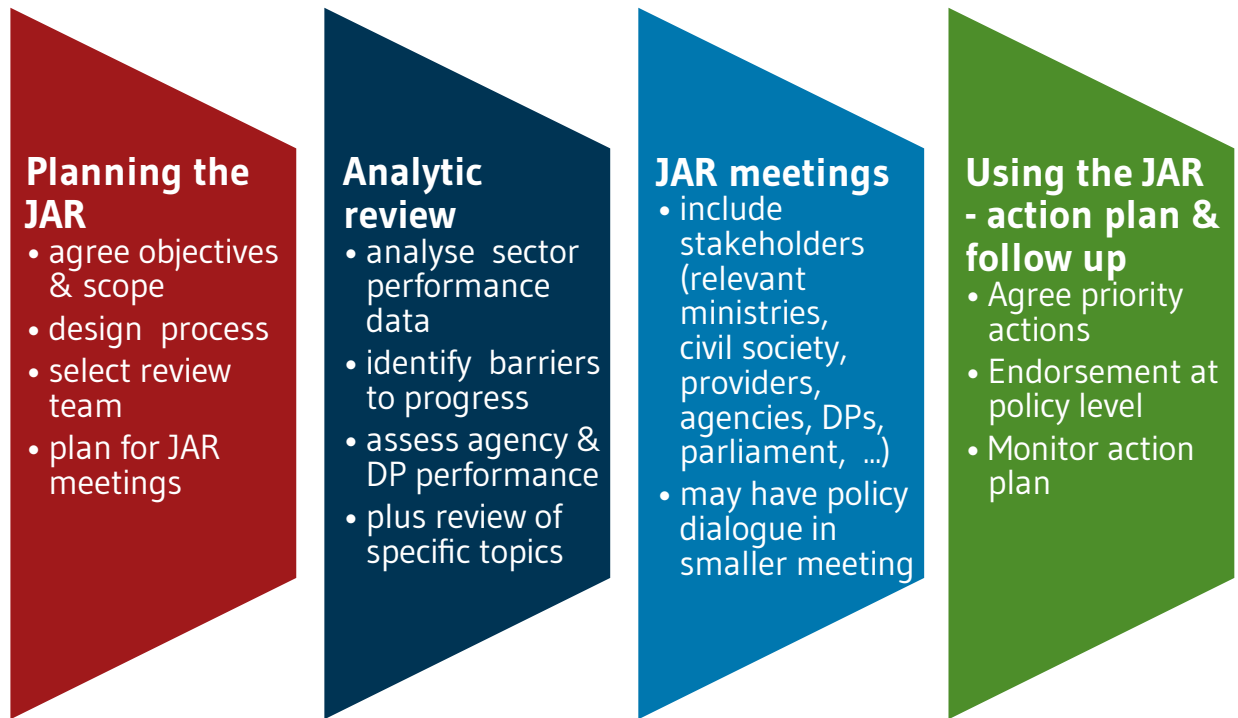 Planning the
JAR
• agree objectives
& scope
• design  process
• select review
team
• plan for JAR
meetings
Analytic
review
• analyse  sector
performance
data
• identify  barriers
to progress
• assess agency &
DP performance
• plus review of
specific topics
JAR meetings
• include
stakeholders
(relevant
ministries,
civil society,
providers,
agencies, DPs,
parliament,  ...)
• may have policy
dialogue in
smaller meeting
Using the JAR
- action plan &
follow up
• Agree priority
actions
• Endorsement at
policy level
• Monitor action
plan